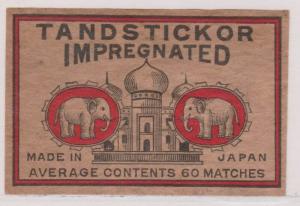 TANDSTICKOR
IMPREGNATED
MADE IN JAPAN
AVERAGE CONTENTS 60 MATCHES